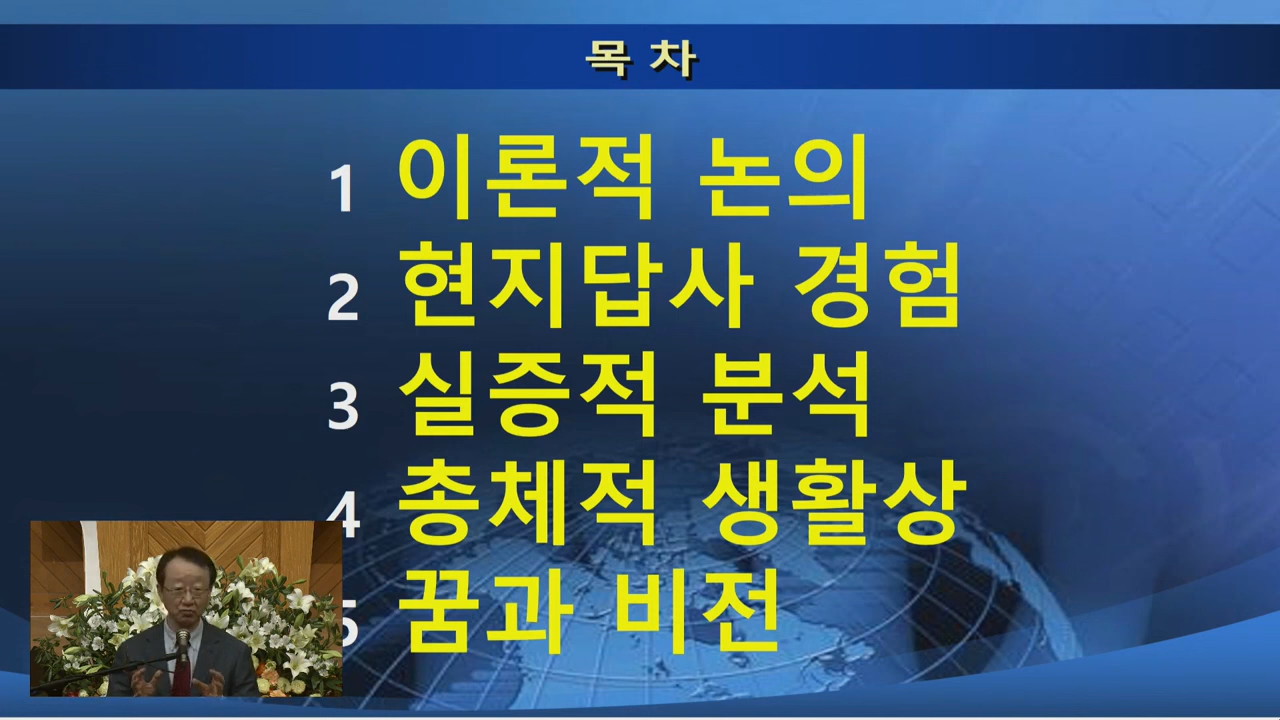 목 차
1 이론적 논의
2 현지답사 경험
3 실증적 분석
4 총체적 생활상
5 꿈과 비전